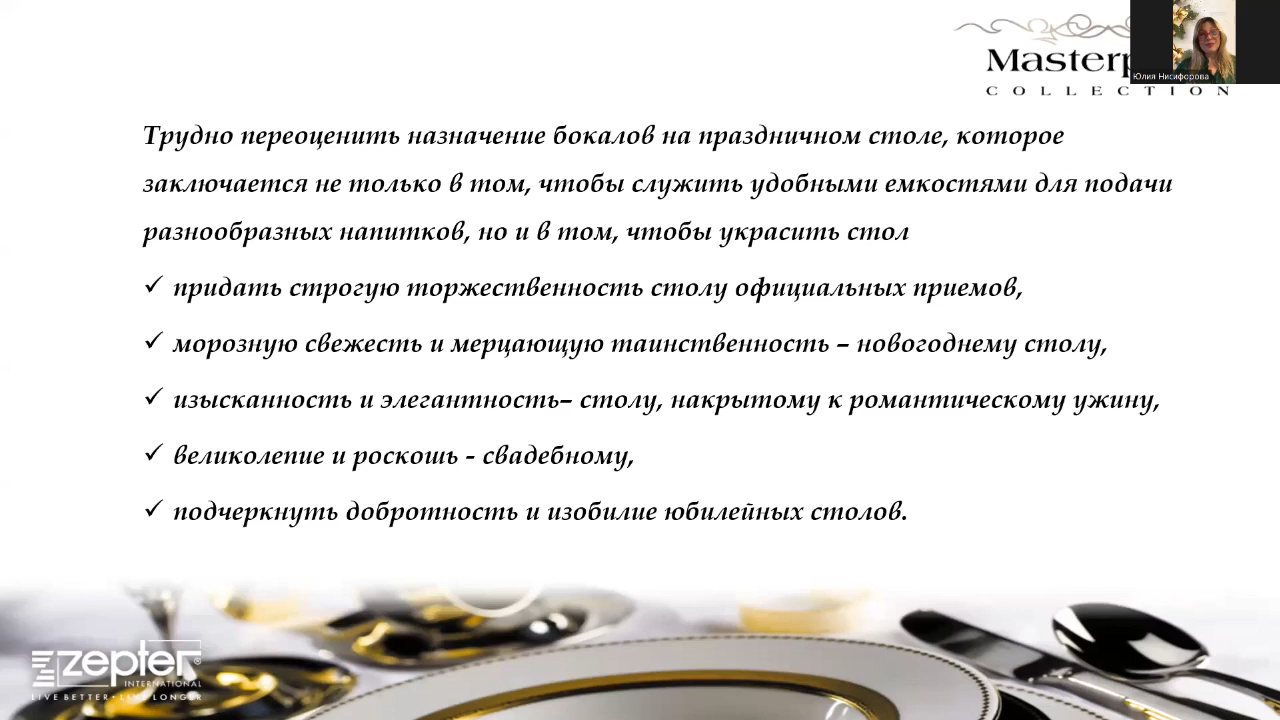 Masterp
COLLECTION
Юлия Нисифорова
Трудно переоценить назначение бокалов на праздничном столе, которое
заключается не только в том, чтобы служить удобными емкостями для подачи
разнообразных напитков, но и в том, чтобы украсить стол
✓ придать строгую торжественность столу официальных приемов,
✓ морозную свежесть и мерцающую таинственность – новогоднему столу,
✓ изысканность и элегантность– столу, накрытому к романтическому ужину,
✓ великолепие и роскошь - свадебному,
✓ подчеркнуть добротность и изобилие юбилейных столов.
zepter®
INTERNATIONAL
LIVE BETTER • LIVE LONGER